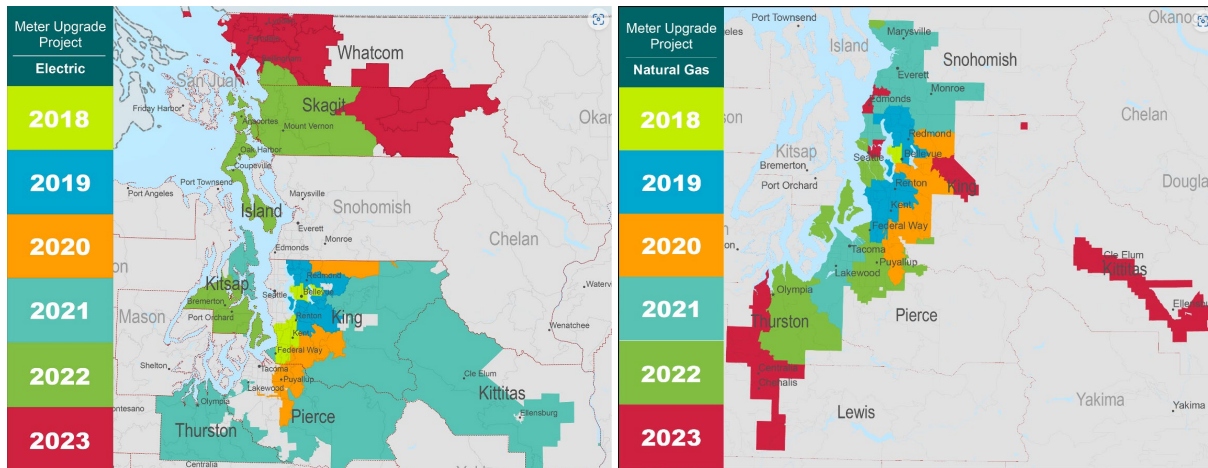 Meter Upgrade
Project
Electric
2018
2019
2020
2021
2022
2023
Whatcom
San Juan
Skagit
Friday Harbor
Anacortes
Mount Vernon
Oak Harbor
Coupeville
Port Townsend
Port Angeles
Marysville
Snohomish
Island
Everett
Monroe
Edmonds
Chelan
Kitsap
Redmond
Seattle
Bellevue
Bremerton
Port Orchard
Renton
King
Mason
Kent
Federal Way
Wenatchee
Shelton
Tacoma
Puyallup
Lakewood
Cle Elum
Kittitas
Olympia
Pierce
Ellensburg
Thurston
Centralia
Meter Upgrade
Project
Natural Gas
2018
2019
2020
2021
2022
2023
Port Townsend
Island
Marysville
Snohomish
Everett
Monroe
Edmonds
Chelan
Redmond
Kitsap
Seattle
Bellevue
Bremerton
Port Orchard
Renton
King
Kent
Federal Way
Tacoma
Puyallup
Lakewood
Cle Elum
Kittitas
Olympia
Pierce
Thurston
Centralia
Chehalis
Lewis
Yakima
Yakima